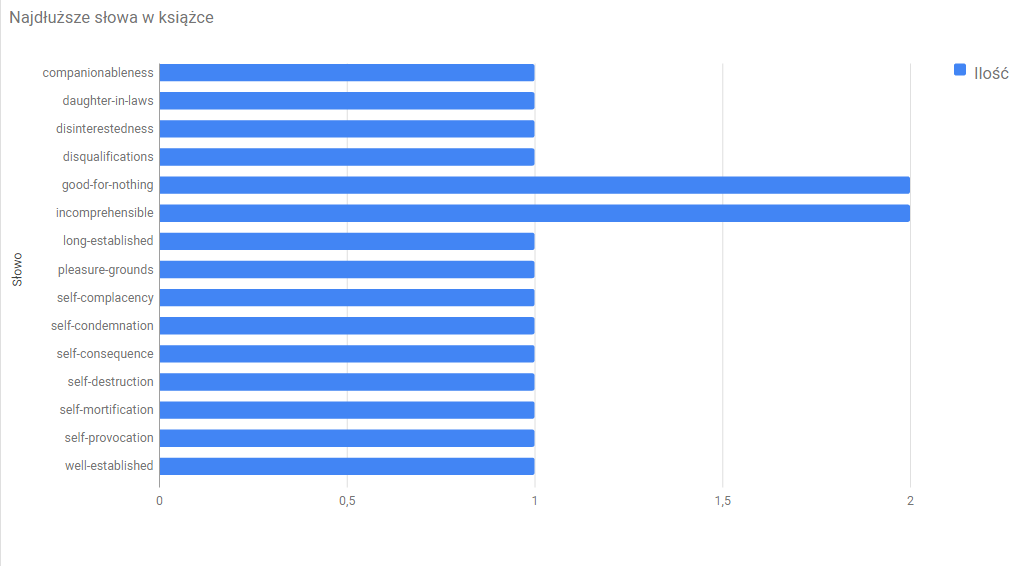 Najdłuższe słowa w książce
Ilość
Słowo
companionableness
daughter-in-laws
disinterestedness
disqualifications
good-for-nothing
incomprehensible
long-established
pleasure-grounds
self-complacency
self-condemnation
self-consequence
self-destruction
self-mortification
self-provocation
well-established
0 0,5 1 1,5 2